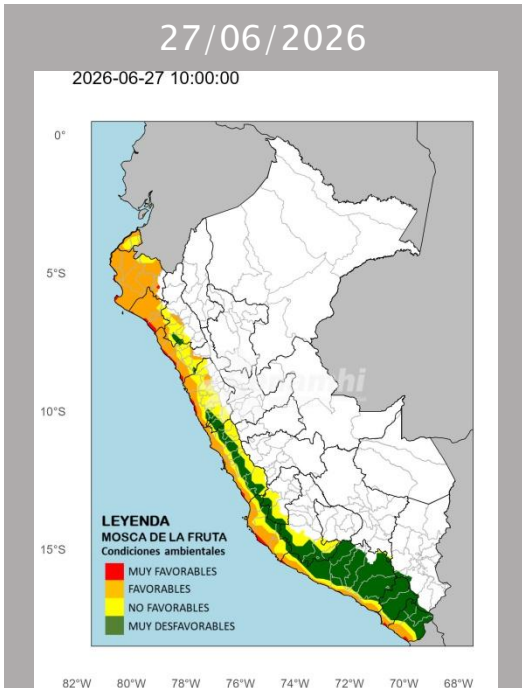 27/06/2026
2026-06-27 10:00:00
0°
5°S
10°S
15°S
LEYENDA
MOSCA DE LA FRUTA
Condiciones ambientales
MUY FAVORABLES
FAVORABLES
NO FAVORABLES
MUY DESFAVORABLES
82°W 80°W 78°W 76°W 74°W 72°W 70°W 68°W